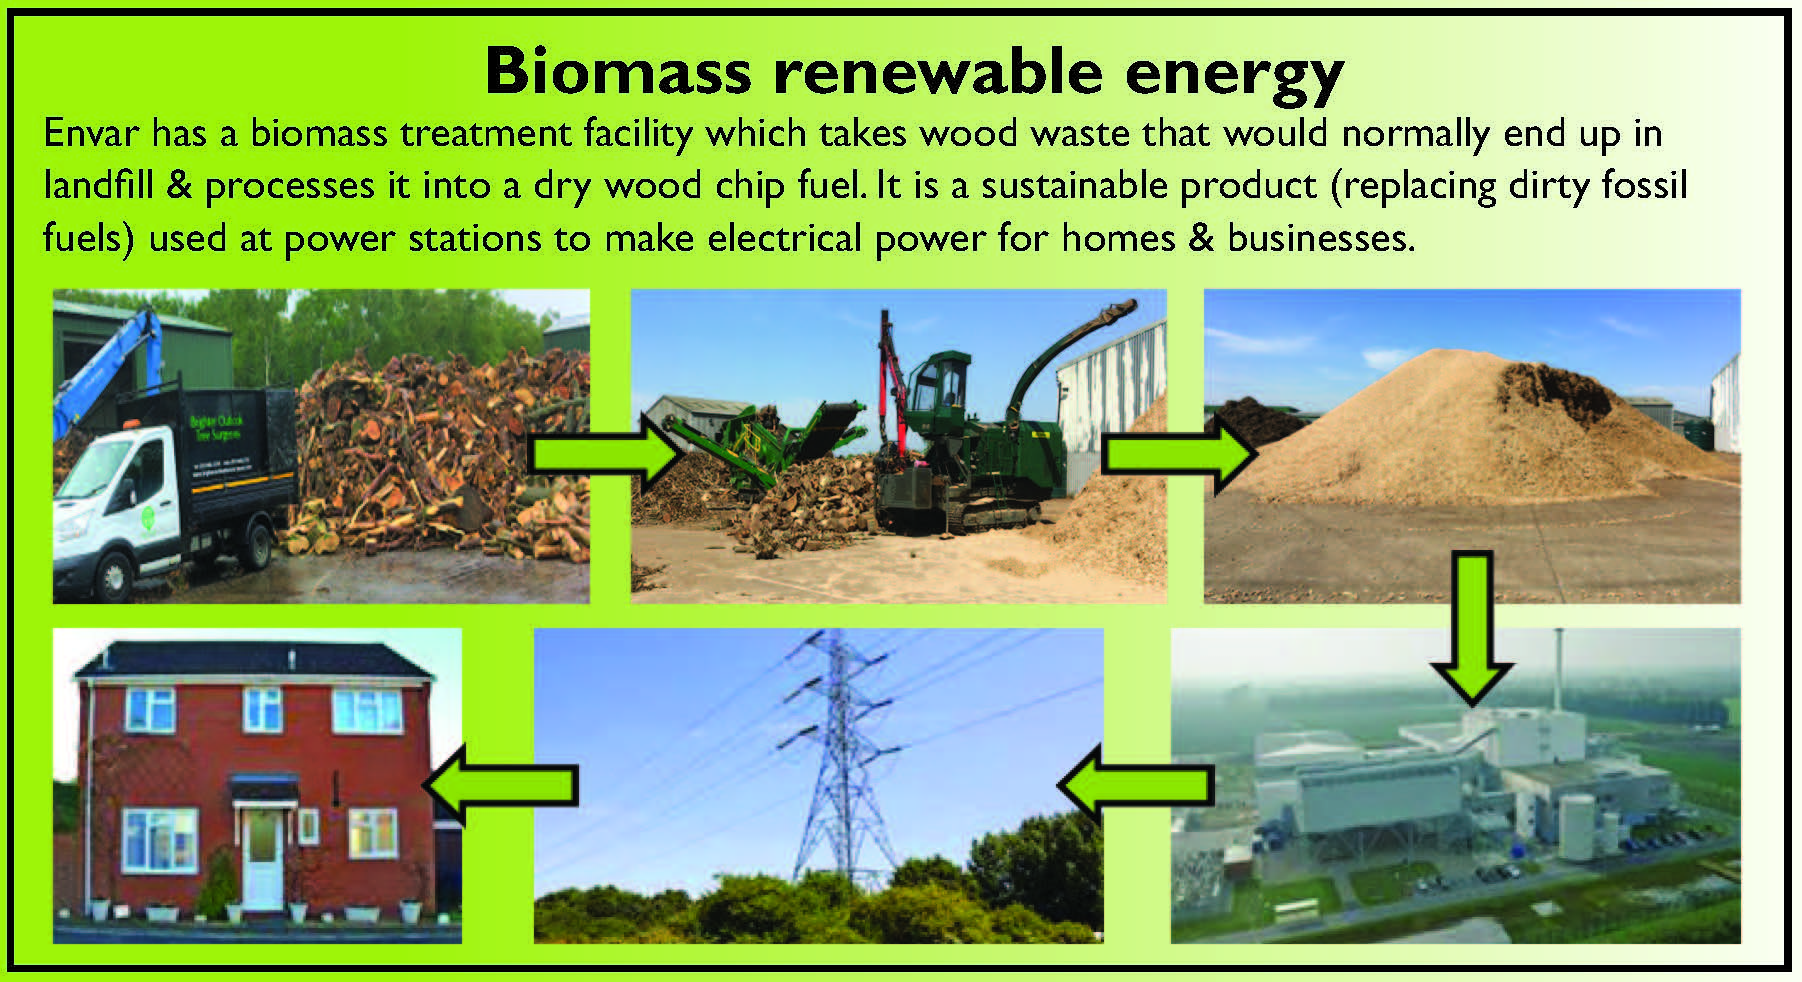 Biomass renewable energy
Envar has a biomass treatment facility which takes wood waste that would normally end up in
landfill & processes it into a dry wood chip fuel. It is a sustainable product (replacing dirty fossil
fuels) used at power stations to make electrical power for homes & businesses.
Brighter Outlook
Tree Surgeons